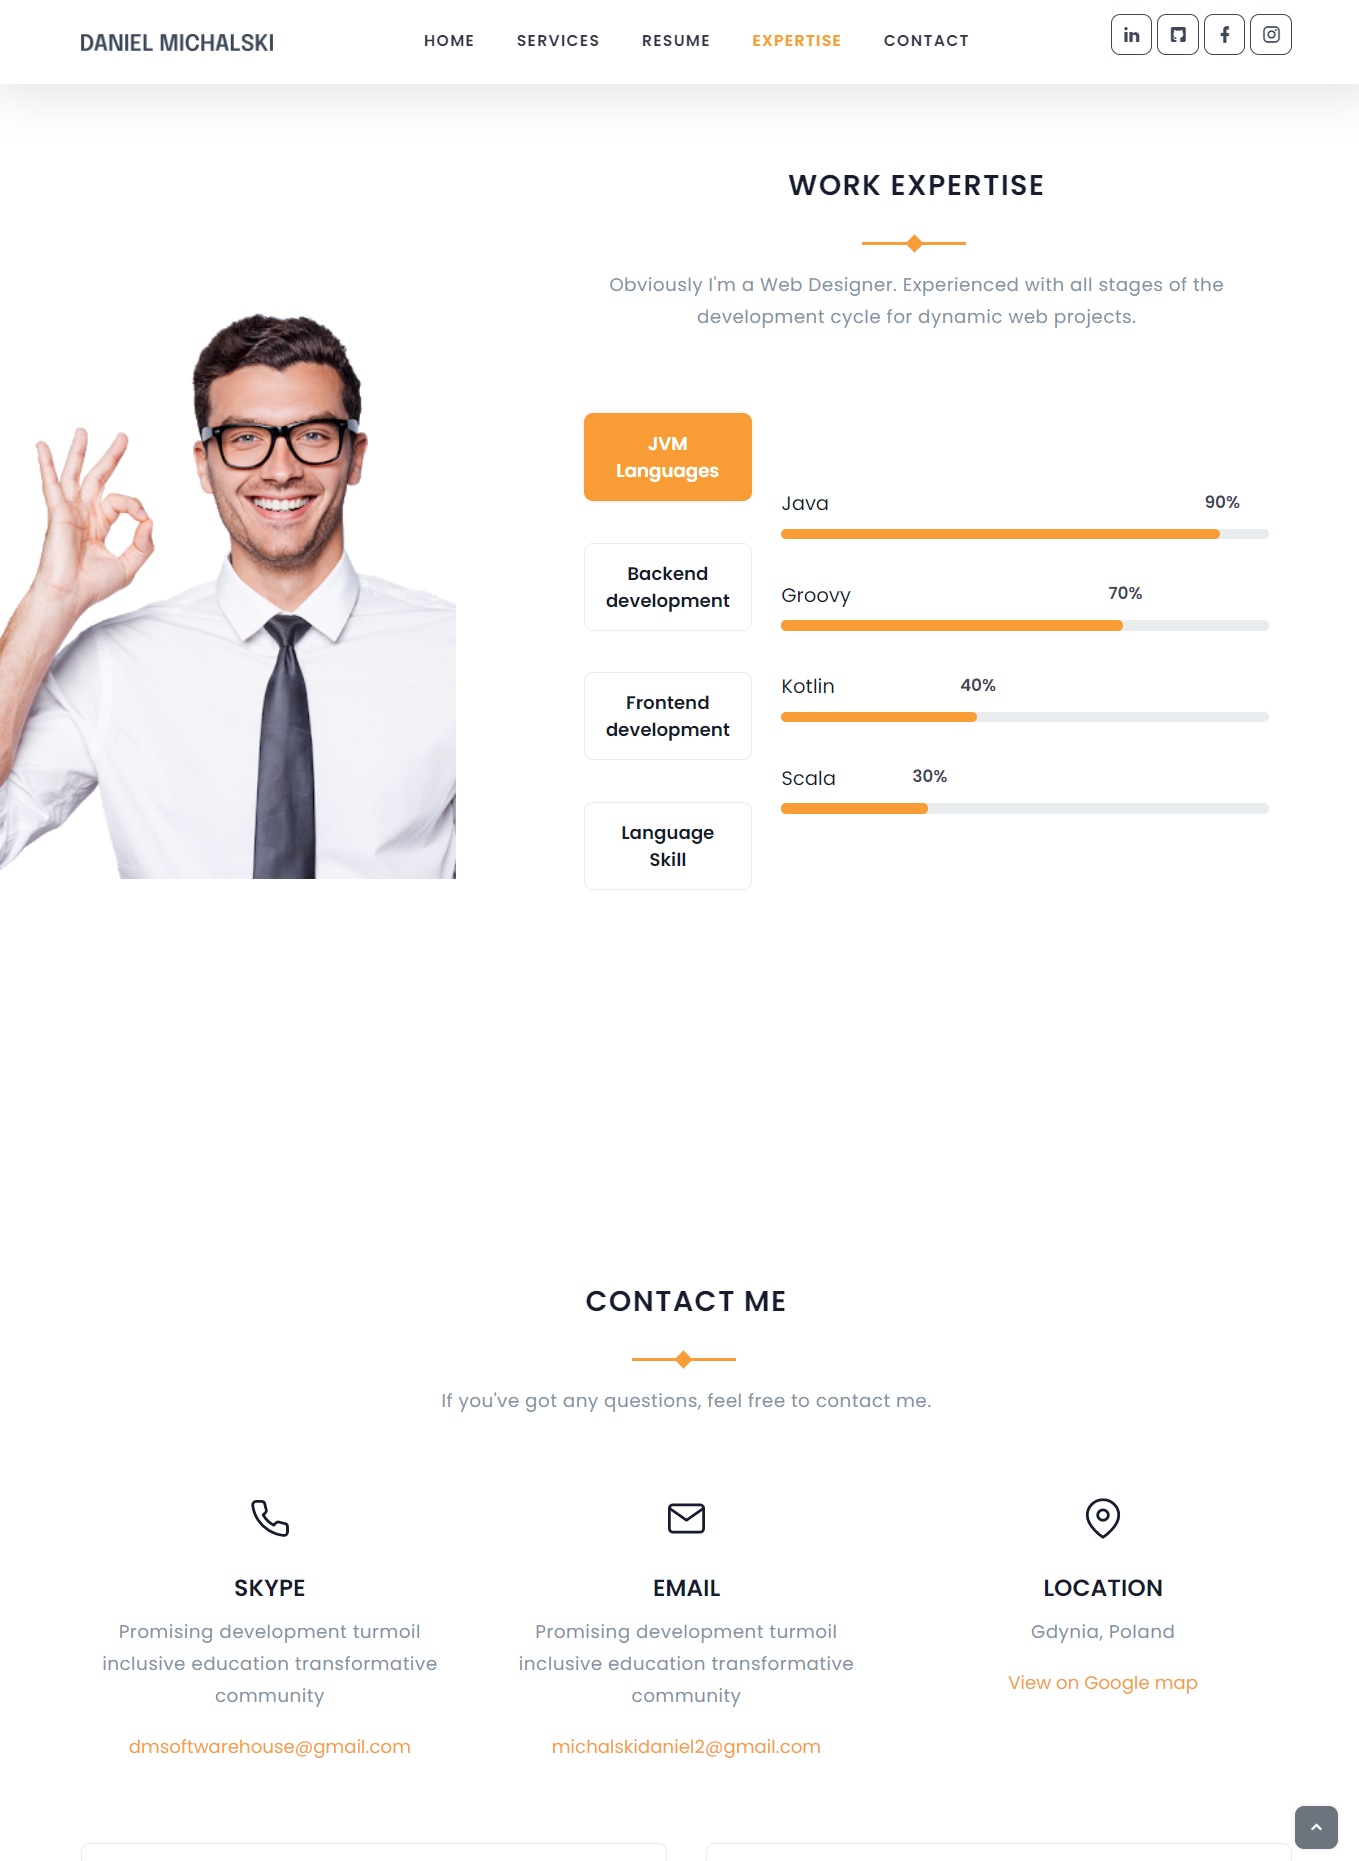 DANIEL MICHALSKI
HOME SERVICES RESUME EXPERTISE CONTACT
WORK EXPERTISE
Obviously I'm a Web Designer. Experienced with all stages of the
development cycle for dynamic web projects.
JVM
Languages
Backend
development
Frontend
development
Language
Skill
Java 90%
Groovy 70%
Kotlin 40%
Scala 30%
CONTACT ME
If you've got any questions, feel free to contact me.
SKYPE
Promising development turmoil
inclusive education transformative
community
dmsoftwarehouse@gmail.com
EMAIL
Promising development turmoil
inclusive education transformative
community
michalskidaniel2@gmail.com
LOCATION
Gdynia, Poland
View on Google map